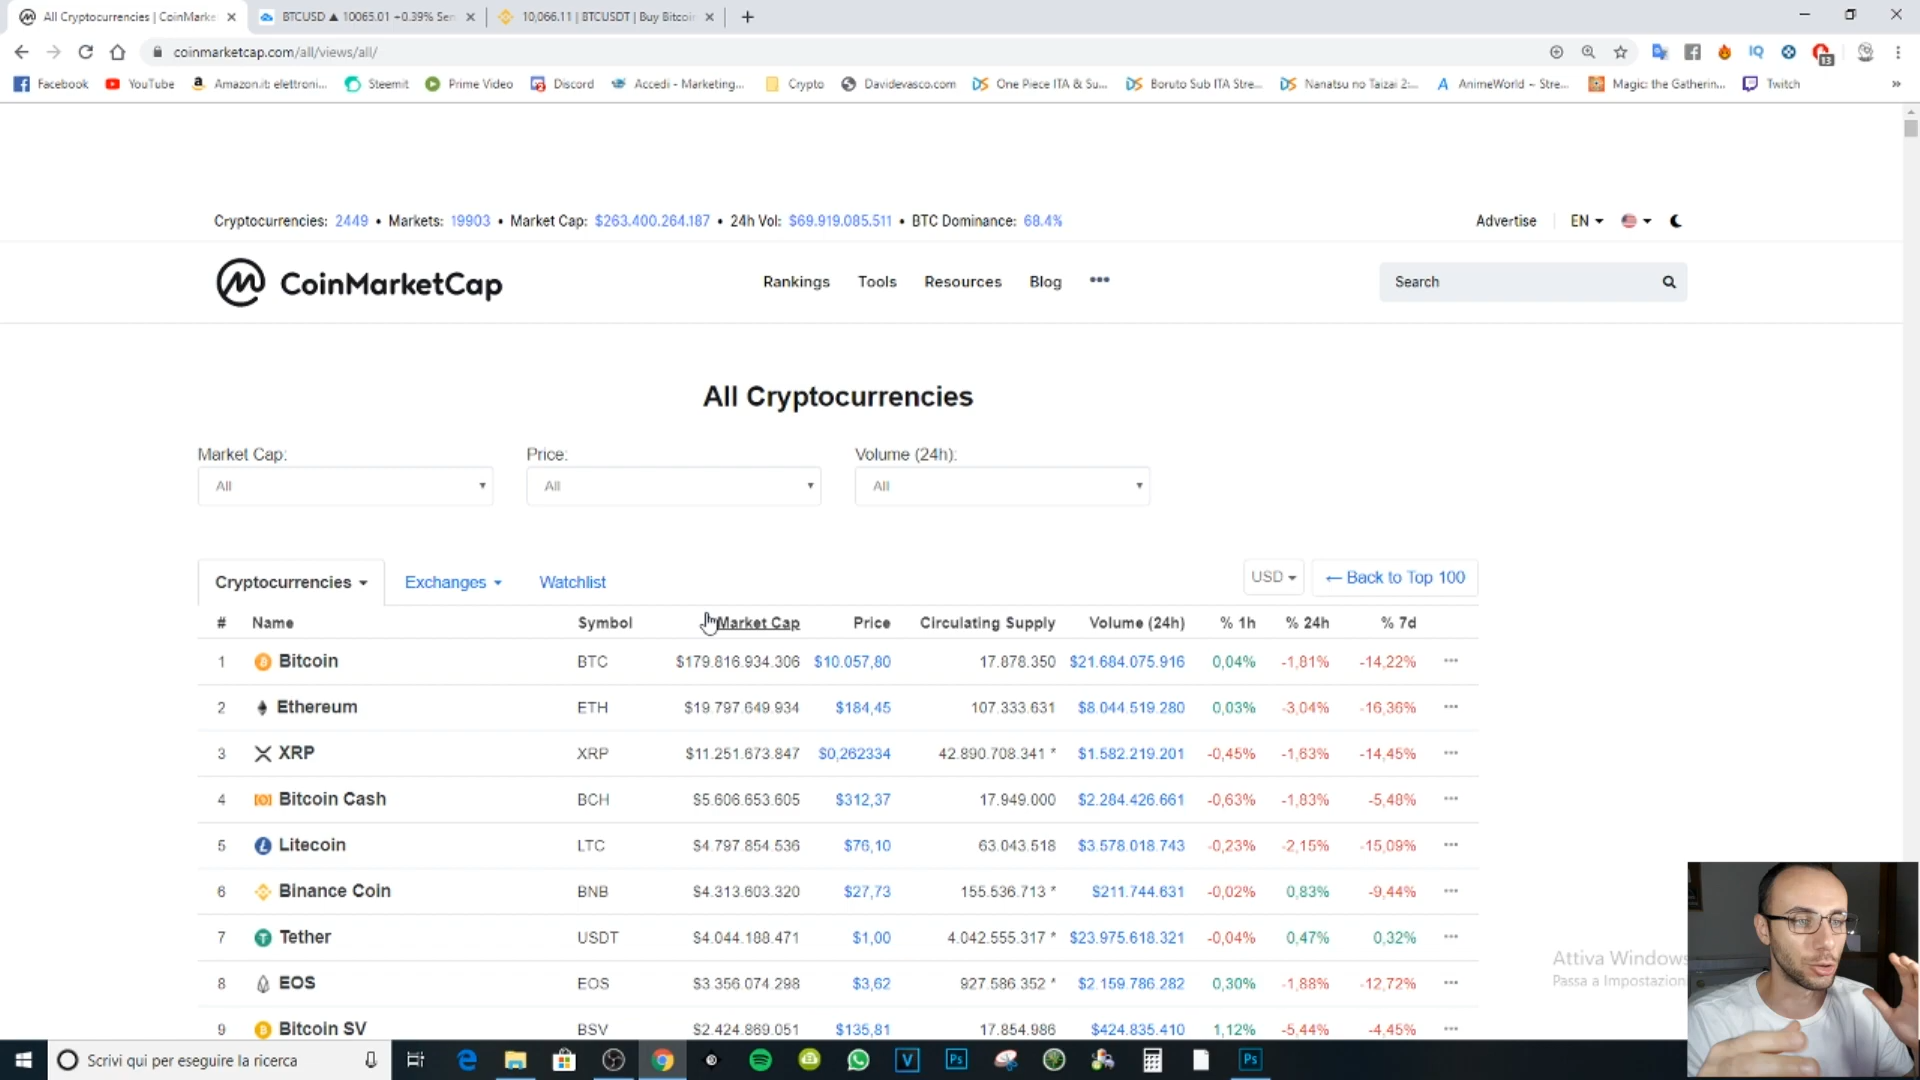 All Cryptocurrencies | CoinMarke
BTCUSD ▲ 10065.01 +0.39% Sen
10,066.11 | BTCUSDT | Buy Bitcoi
coinmarketcap.com/all/views/all/
IQ
13
Facebook YouTube Amazon.it: elettroni... Steemit Prime Video Discord Accedi - Marketing... Crypto Davidevasco.com One Piece ITA & Su... Boruto Sub ITA Stre... Nanatsu no Taizai 2:... AnimeWorld ~ Stre... Magic: the Gatherin... Twitch »
Cryptocurrencies: 2449 • Markets: 19903 • Market Cap: $263.400.264.187 • 24h Vol: $69.919.085.511 • BTC Dominance: 68.4%
Advertise EN
CoinMarketCap
Rankings Tools Resources Blog •••
Search
All Cryptocurrencies
Market Cap: Price: Volume (24h):
All All All
Cryptocurrencies Exchanges Watchlist
USD ← Back to Top 100
# Name Symbol Market Cap Price Circulating Supply Volume (24h) % 1h % 24h % 7d
1 Bitcoin BTC $179.816.934.306 $10.057,80 17.878.350 $21.684.075.916 0,04% -1,81% -14,22%
2 Ethereum ETH $19.797.649.934 $184,45 107.333.631 $8.044.519.280 0,03% -3,04% -16,36%
3 XRP XRP $11.251.673.847 $0,262334 42.890.708.341 * $1.582.219.201 -0,45% -1,63% -14,45%
4 Bitcoin Cash BCH $5.606.653.605 $312,37 17.949.000 $2.284.426.661 -0,63% -1,83% -5,48%
5 Litecoin LTC $4.797.854.536 $76,10 63.043.518 $3.578.018.743 -0,23% -2,15% -15,09%
6 Binance Coin BNB $4.313.603.320 $27,73 155.536.713 * $211.744.631 -0,02% 0,83% -9,44%
7 Tether USDT $4.044.188.471 $1,00 4.042.555.317 * $23.975.618.321 -0,04% 0,47% 0,32%
8 EOS EOS $3.356.074.298 $3,62 927.586.352 * $2.159.786.282 0,30% -1,88% -12,72%
9 Bitcoin SV BSV $2.424.869.051 $135,81 17.854.986 $424.835.410 1,12% -5,44% -4,45%
Attiva Windows
Passa a Impostazion
Scrivi qui per eseguire la ricerca
V Ps Ps